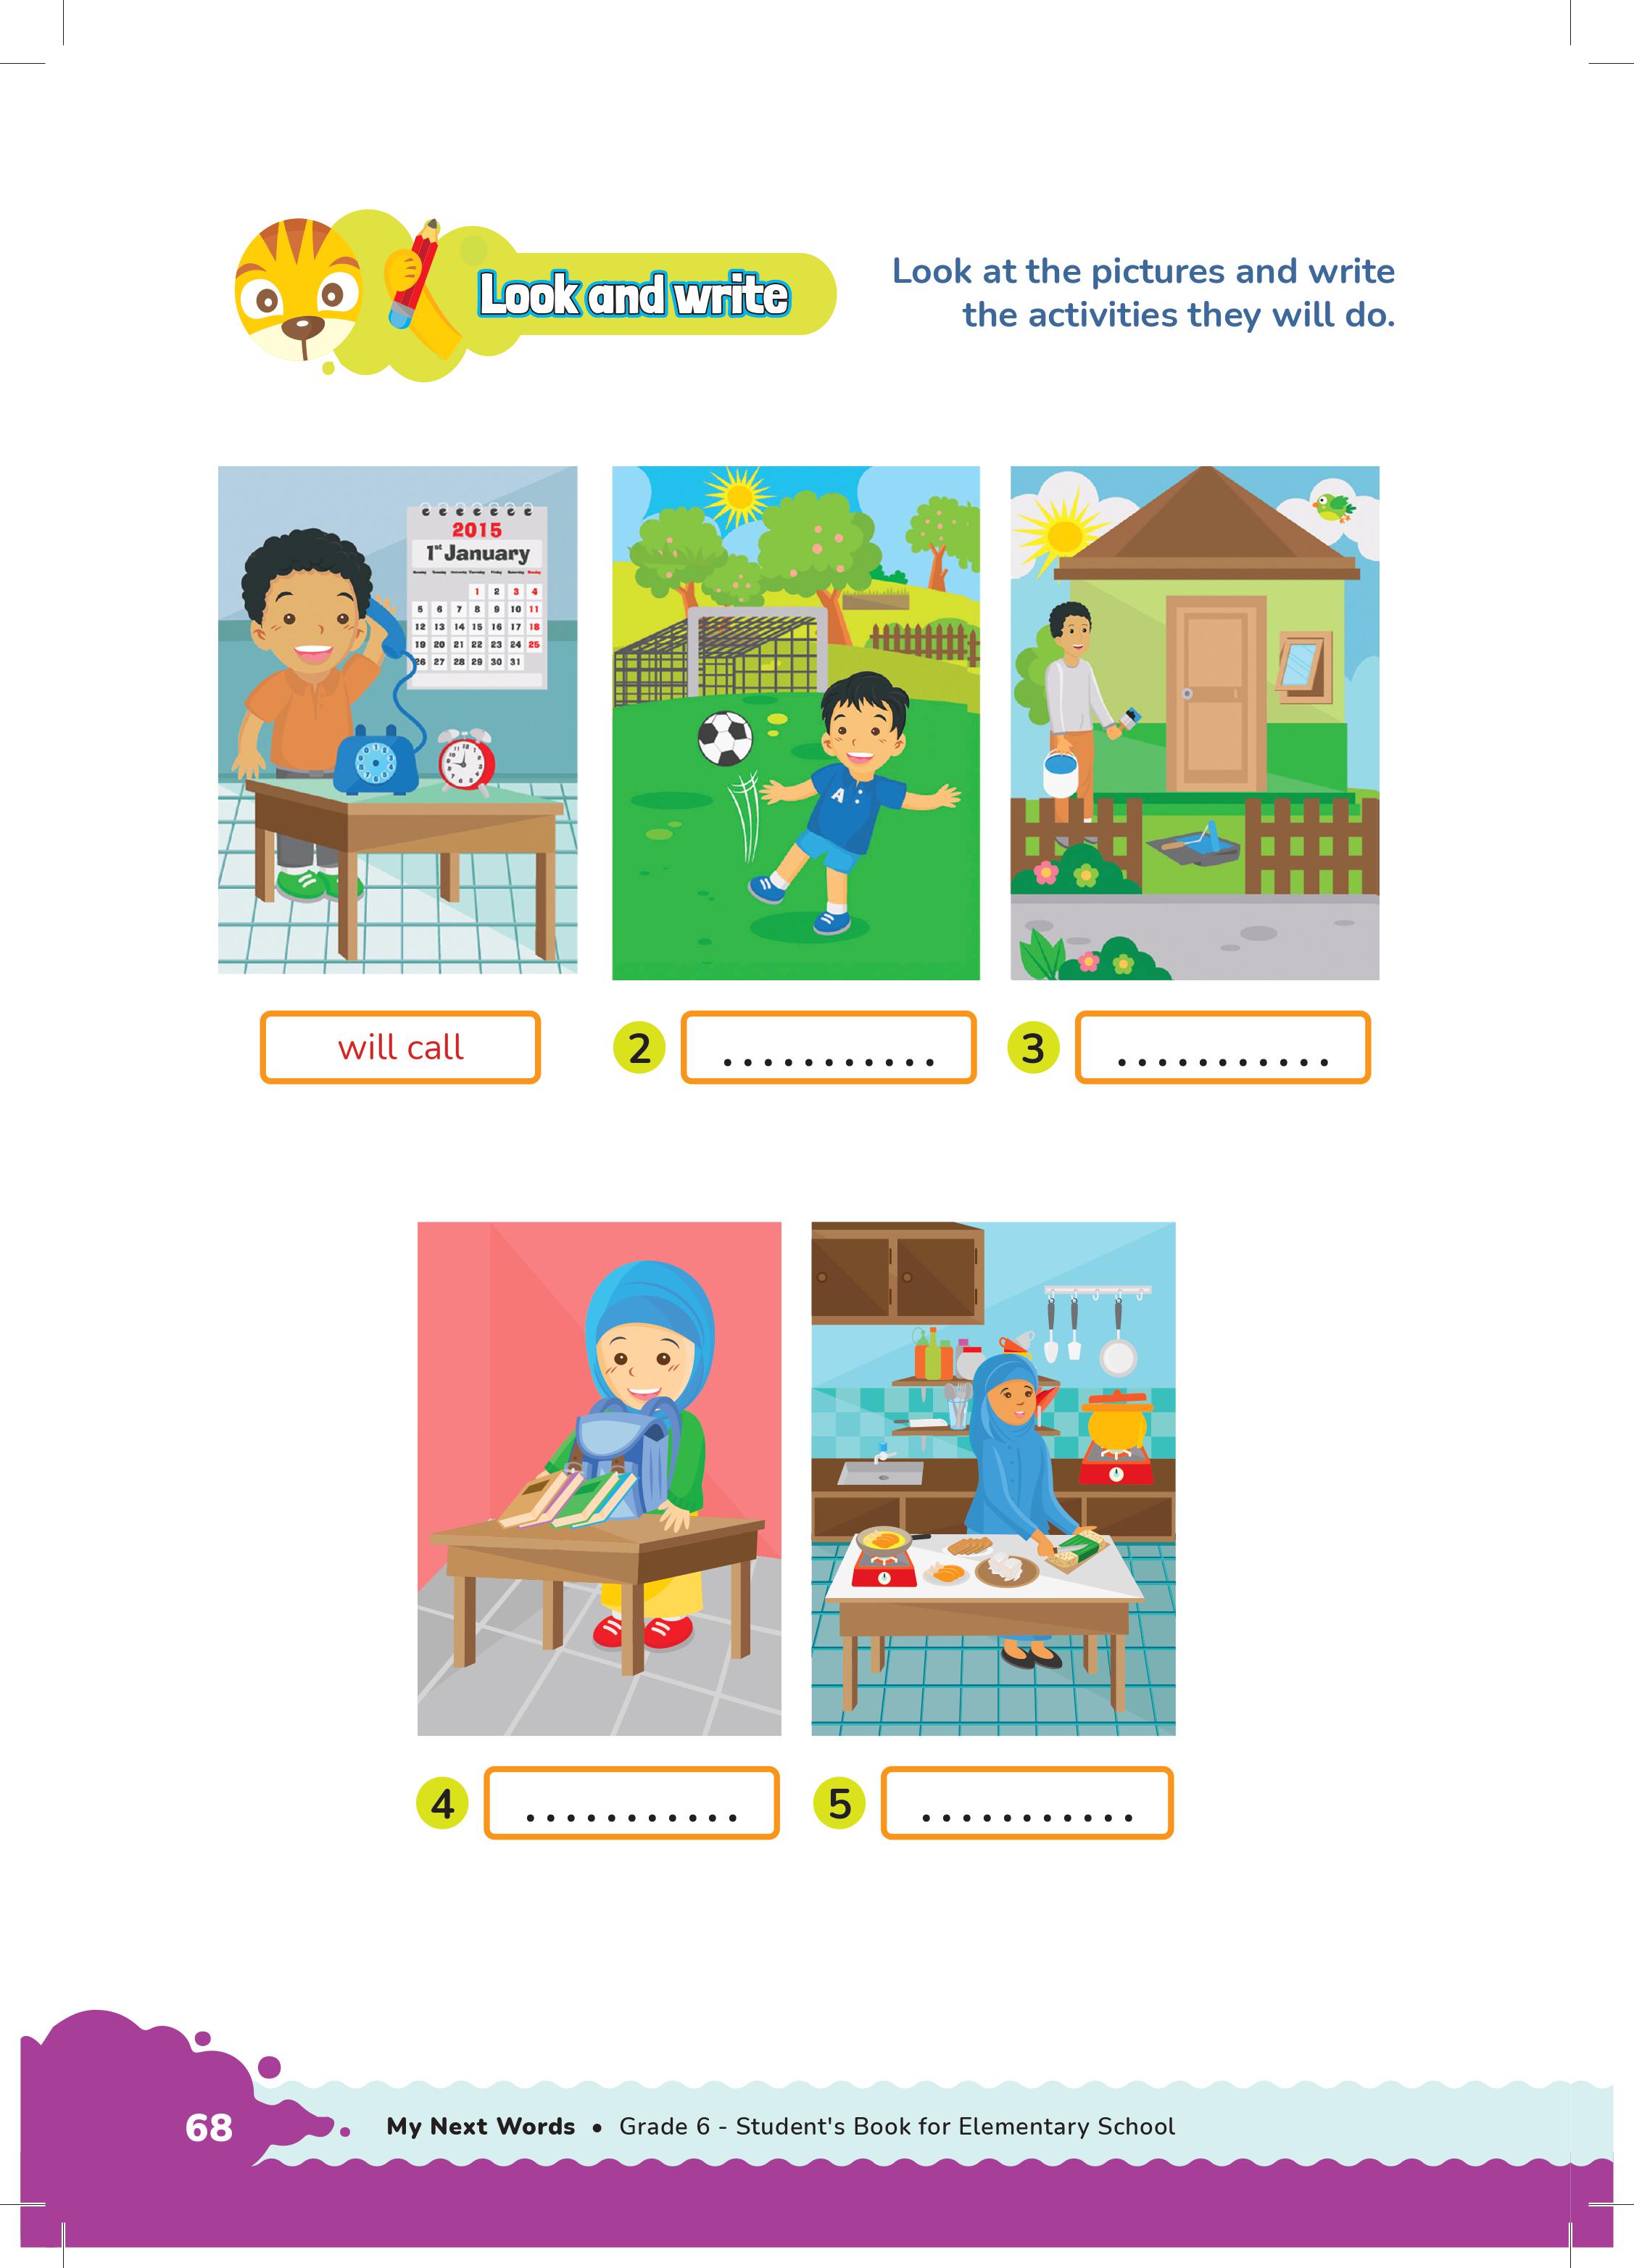 Look and write
Look at the pictures and write
the activities they will do.
2015
1st January
1 2 3 4
5 6 7 8 9 10 11
12 13 14 15 16 17 18
19 20 21 22 23 24 25
26 27 28 29 30 31
A
will call
2 ...........
3 ...........
4 ...........
5 ...........
68
My Next Words • Grade 6 - Student's Book for Elementary School